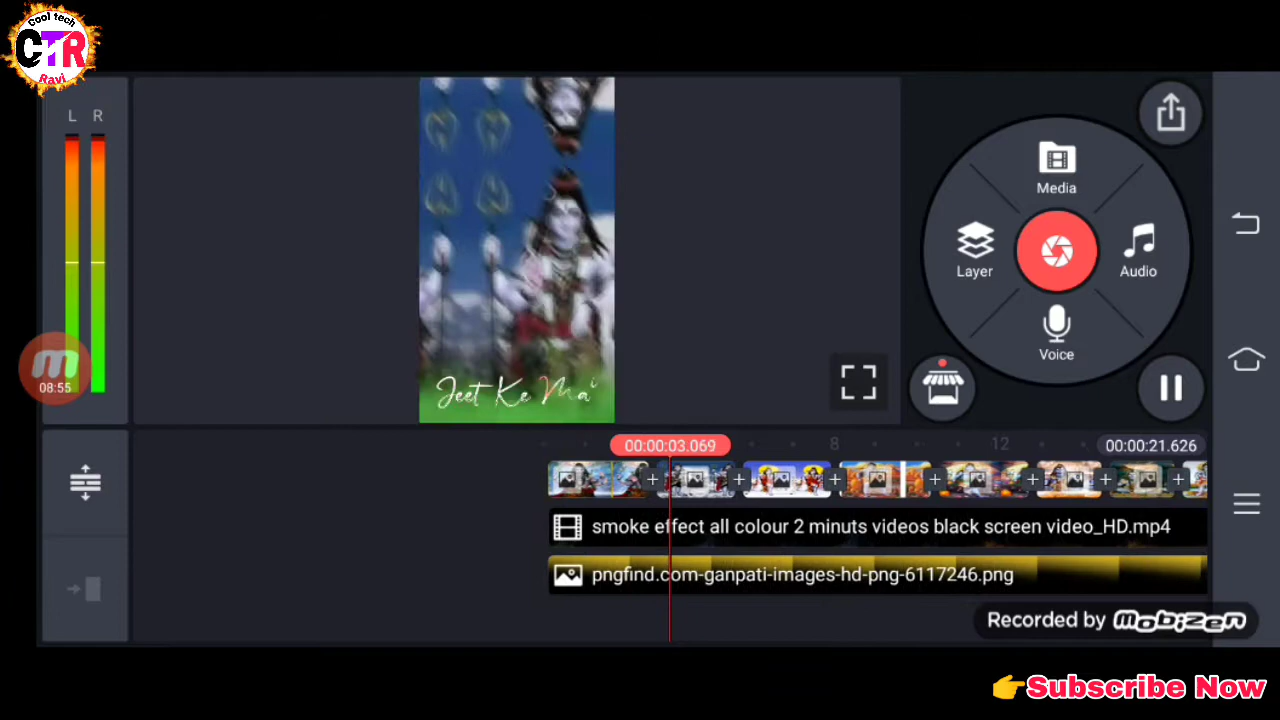 Cool tech
CTR
Ravi
L R
Media
Layer
Audio
Voice
08:55
Jeet Ke Ma
00:00:03.069
8
12
00:00:21.626
smoke effect all colour 2 minuts videos black screen video_HD.mp4
pngfind.com-ganpati-images-hd-png-6117246.png
Recorded by mobizen
👉Subscribe Now